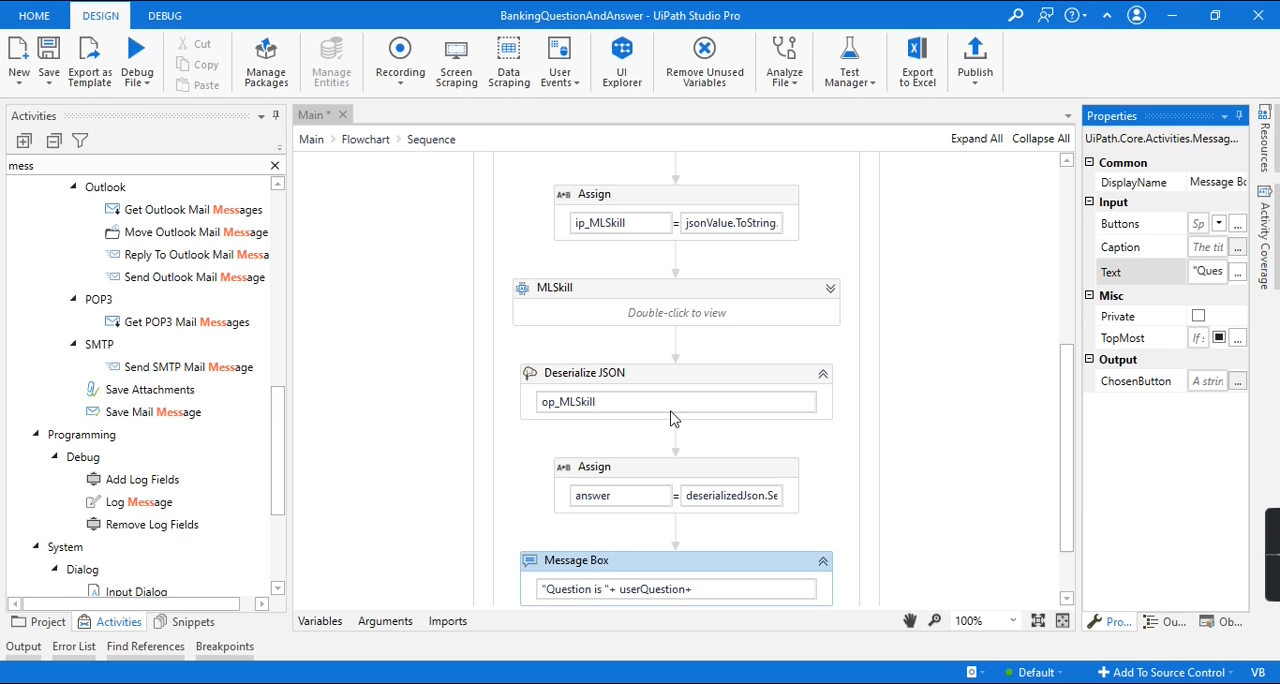 HOME DESIGN DEBUG BankingQuestionAndAnswer - UiPath Studio Pro
New Save Export as Template Debug File Cut Copy Paste Manage Packages Manage Entities Recording Screen Scraping Data Scraping User Events UI Explorer Remove Unused Variables Analyze File Test Manager Export to Excel Publish
Activities
mess
Outlook
Get Outlook Mail Messages
Move Outlook Mail Message
Reply To Outlook Mail Messa
Send Outlook Mail Message
POP3
Get POP3 Mail Messages
SMTP
Send SMTP Mail Message
Save Attachments
Save Mail Message
Programming
Debug
Add Log Fields
Log Message
Remove Log Fields
System
Dialog
Input Dialog
Project Activities Snippets
Main *
Main Flowchart Sequence Expand All Collapse All
A+B Assign
ip_MLSkill = jsonValue.ToString.
MLSkill
Double-click to view
Deserialize JSON
op_MLSkill
A+B Assign
answer = deserializedJson.Se
Message Box
"Question is "+ userQuestion+
Variables Arguments Imports 100%
Properties
UiPath.Core.Activities.Messag...
Common
DisplayName Message Bo
Input
Buttons Sp ...
Caption The tit ...
Text "Ques ...
Misc
Private
TopMost If : ...
Output
ChosenButton A strin ...
Pro... Ou... Ob...
Resources
Activity Coverage
Output Error List Find References Breakpoints
Default Add To Source Control VB